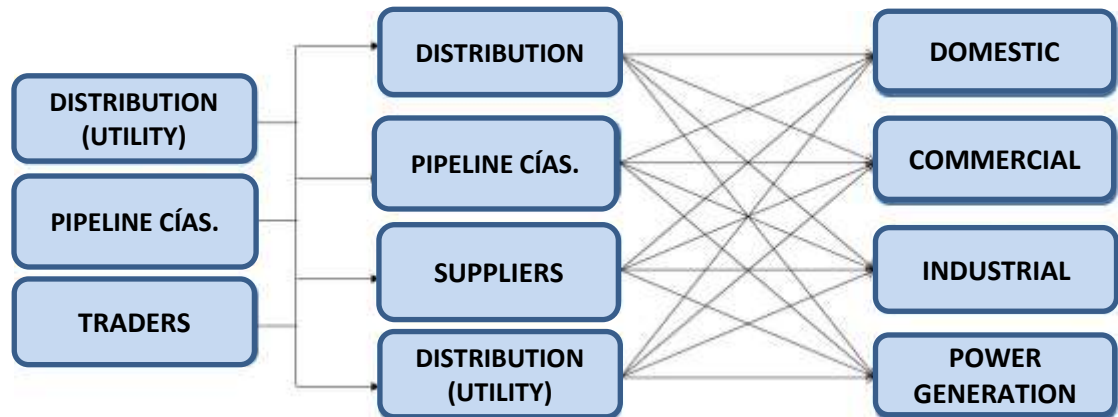 DISTRIBUTION
(UTILITY)
PIPELINE CÍAS.
TRADERS
DISTRIBUTION
PIPELINE CÍAS.
SUPPLIERS
DISTRIBUTION
(UTILITY)
DOMESTIC
COMMERCIAL
INDUSTRIAL
POWER
GENERATION